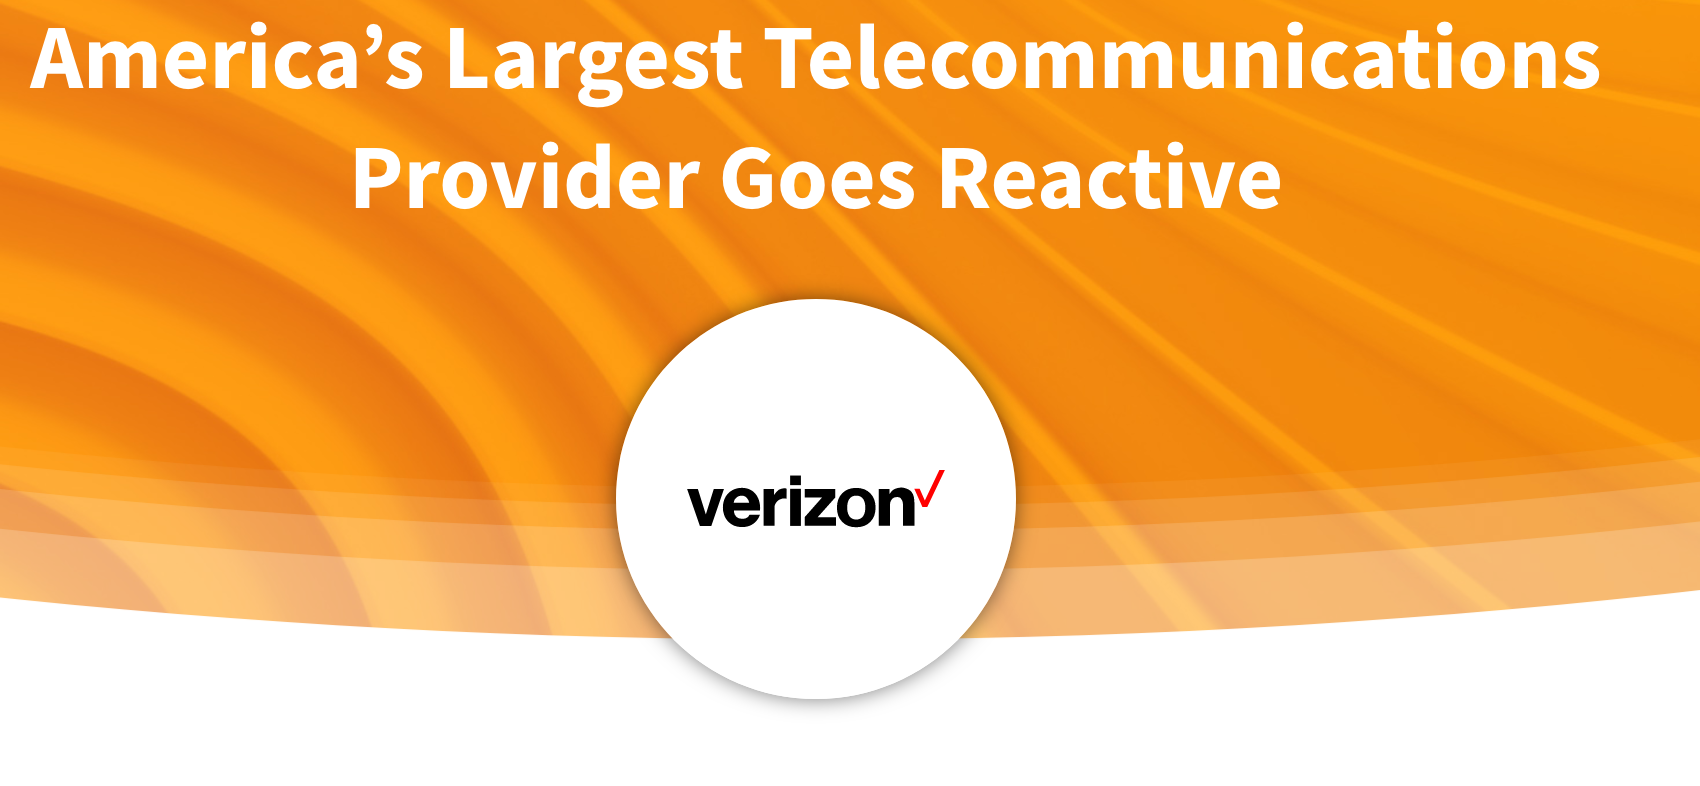 America’s Largest Telecommunications
Provider Goes Reactive
verizon